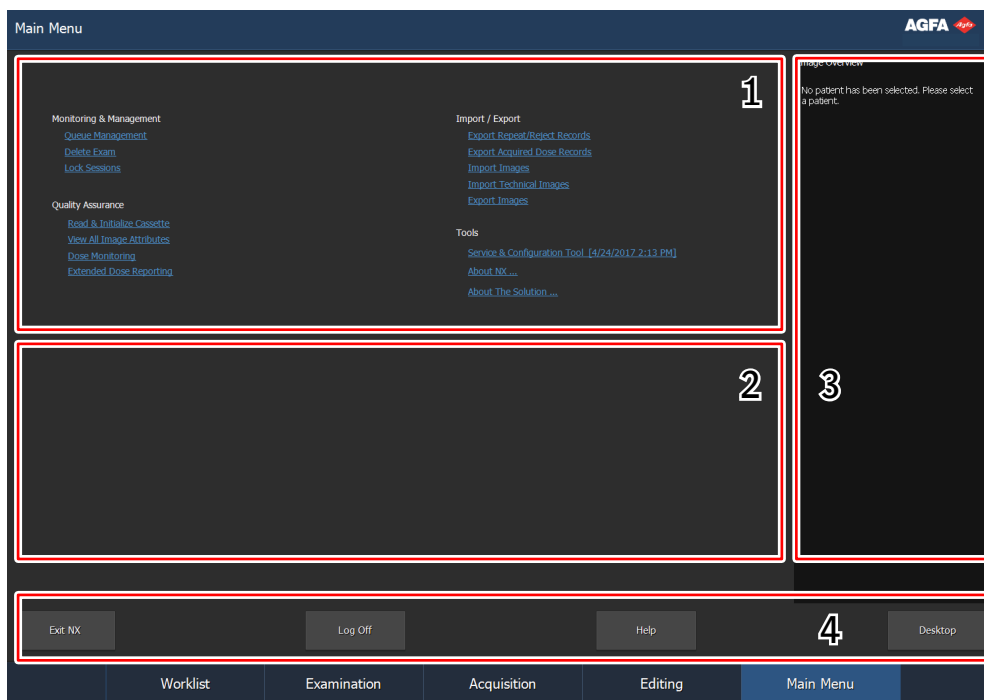 Main Menu
AGFA
Agfa
1
Monitoring & Management
Queue Management
Delete Exam
Lock Sessions
Quality Assurance
Read & Initialize Cassette
View All Image Attributes
Dose Monitoring
Extended Dose Reporting
Import / Export
Export Repeat/Reject Records
Export Acquired Dose Records
Import Images
Import Technical Images
Export Images
Tools
Service & Configuration Tool [4/24/2017 2:13 PM]
About NX ...
About The Solution ...
2
Image Overview
No patient has been selected. Please select
a patient.
3
Exit NX
Log Off
Help
4
Desktop
Worklist
Examination
Acquisition
Editing
Main Menu